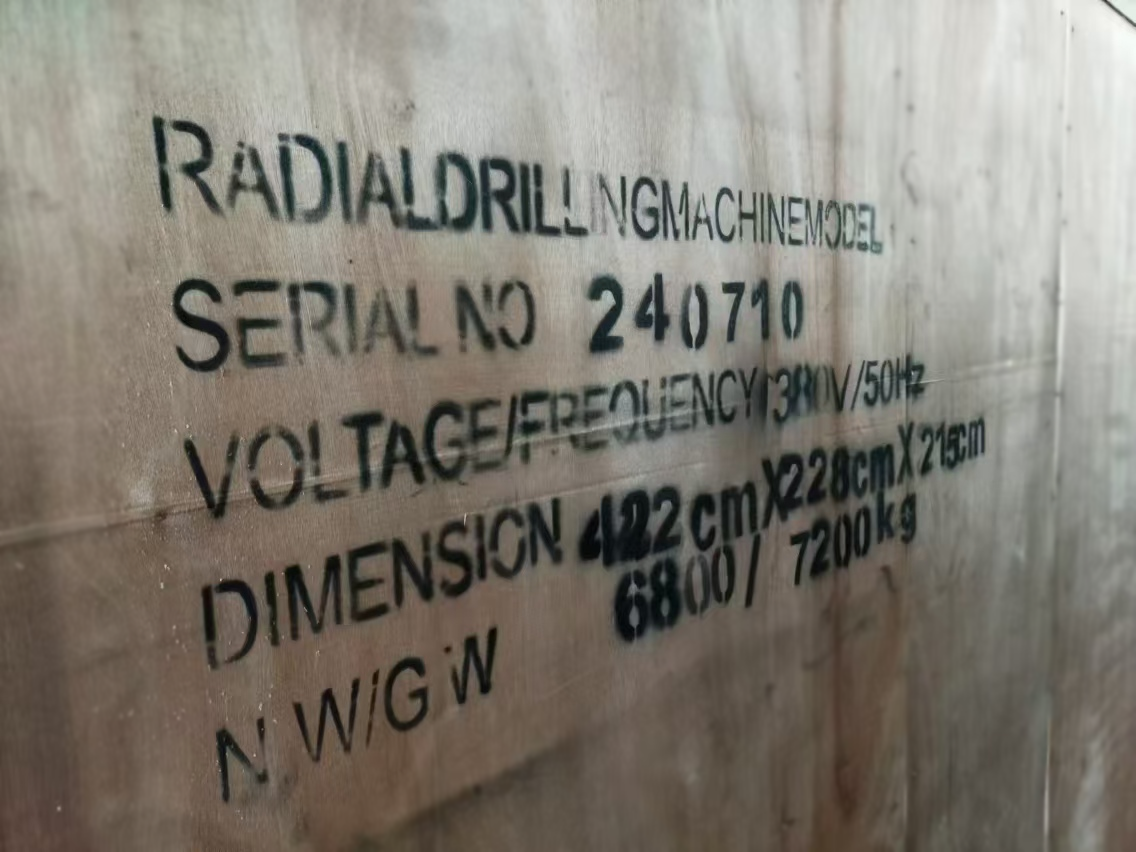 RADIALDRILLINGMACHINEMODEL
SERIAL NO 240710
VOLTAGE/FREQUENCY 380V/50Hz
DIMENSION 422cmX228cmX215cm
N W/G W 6800/7200kg